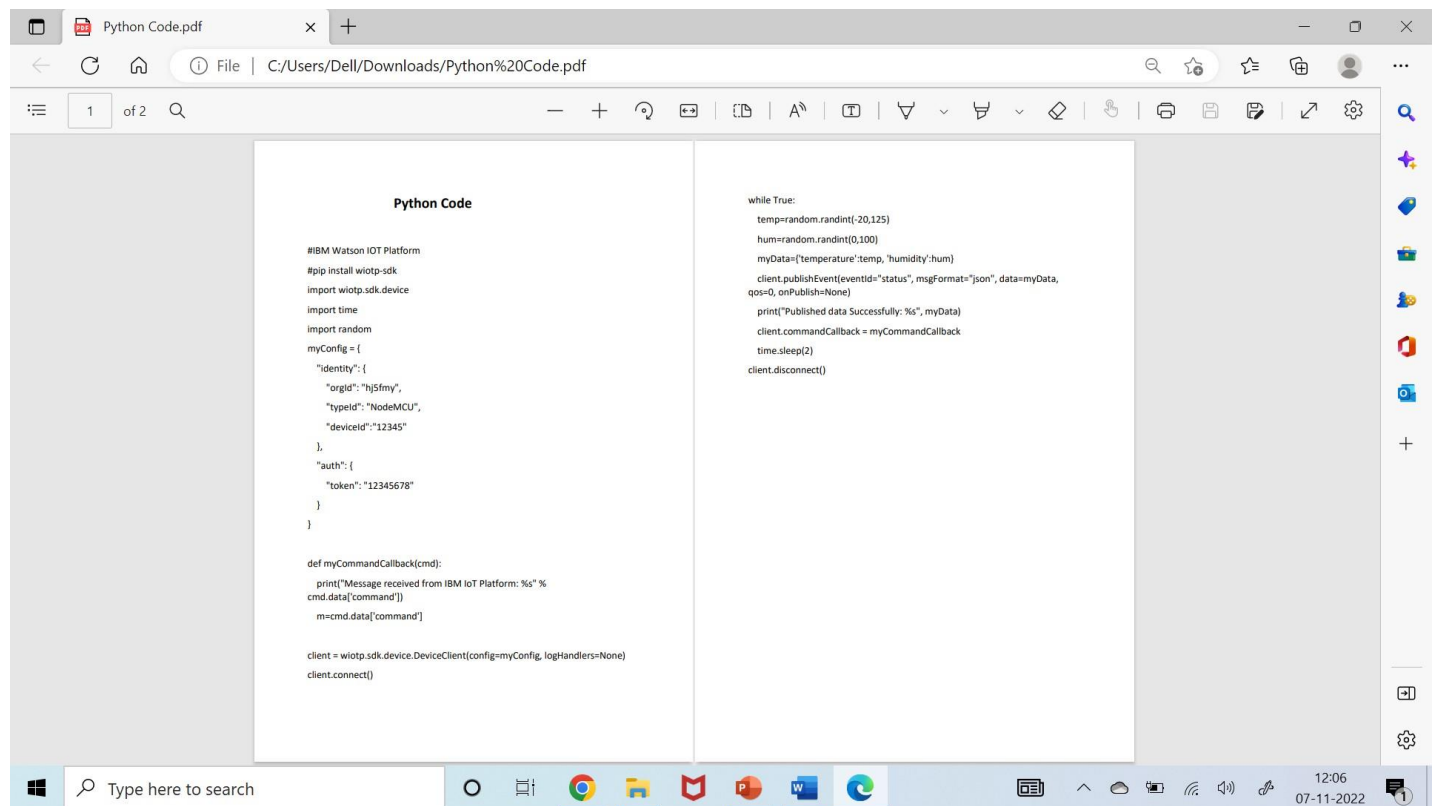 Python Code.pdf
File
C:/Users/Dell/Downloads/Python%20Code.pdf
1 of 2
Python Code
#IBM Watson IOT Platform
#pip install wiotp-sdk
import wiotp.sdk.device
import time
import random
myConfig = {
"identity": {
"orgId": "hj5fmy",
"typeId": "NodeMCU",
"deviceId":"12345"
},
"auth": {
"token": "12345678"
}
}
def myCommandCallback(cmd):
print("Message received from IBM IoT Platform: %s" %
cmd.data['command'])
m=cmd.data['command']
client = wiotp.sdk.device.DeviceClient(config=myConfig, logHandlers=None)
client.connect()
while True:
temp=random.randint(-20,125)
hum=random.randint(0,100)
myData={'temperature':temp, 'humidity':hum}
client.publishEvent(eventId="status", msgFormat="json", data=myData,
qos=0, onPublish=None)
print("Published data Successfully: %s", myData)
client.commandCallback = myCommandCallback
time.sleep(2)
client.disconnect()
Type here to search
12:06
07-11-2022
1